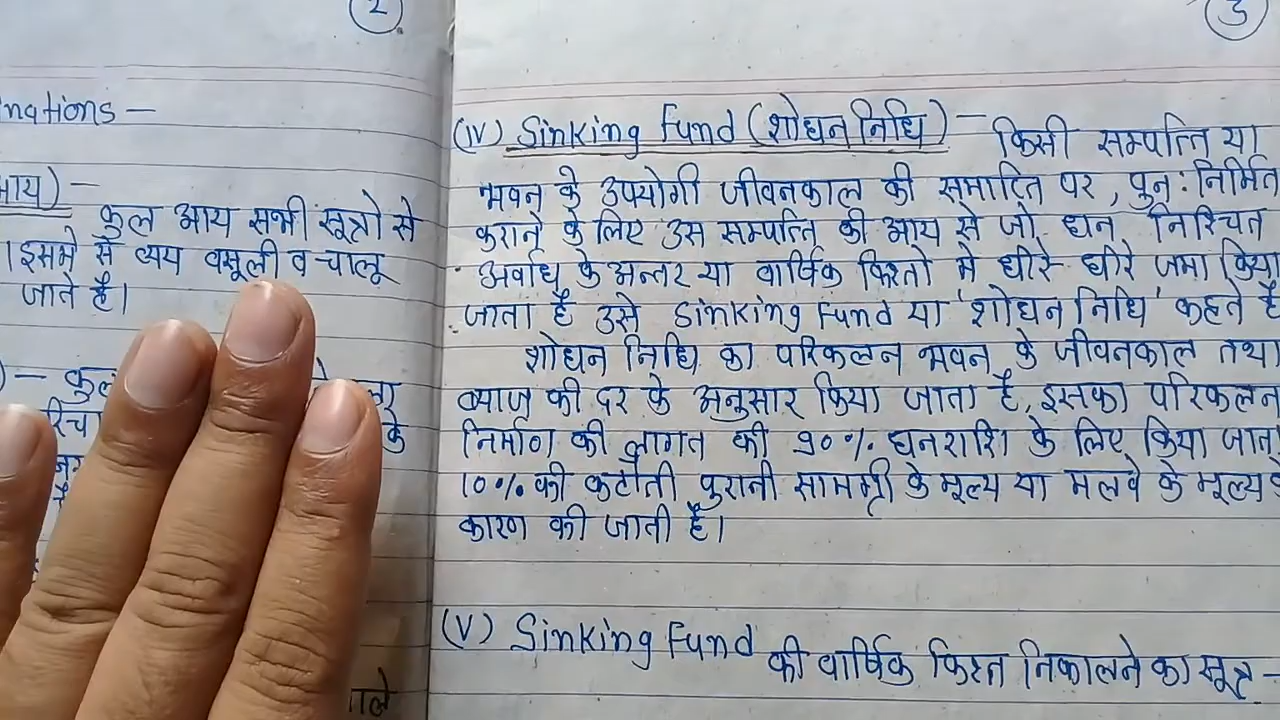 2
nations —
आय) —
कुल आय सभी सूत्रो से
। इसमे से व्यय वसूली व चालू
जाते है।
) — कुल
के
3
(IV) Sinking Fund (शोधन निधि) — किसी सम्पत्ति या
भवन के उपयोगी जीवनकाल की समाप्ति पर, पुन: निर्मित
कराने के लिए उस सम्पत्ति की आय से जो धन निश्चित
अवधि के अन्तर या वार्षिक किश्तो मे धीरे धीरे जमा किया
जाता है उसे Sinking Fund या 'शोधन निधि' कहते है
शोधन निधि का परिकलन भवन के जीवनकाल तथा
ब्याज की दर के अनुसार किया जाता है, इसका परिकलन
निर्माण की लागत की 90% धनराशि के लिए किया जाता
10% की कटौती पुरानी सामग्री के मूल्य या मलवे के मूल्य
कारण की जाती है।
(V) Sinking Fund की वार्षिक किश्त निकालने का सूत्र —